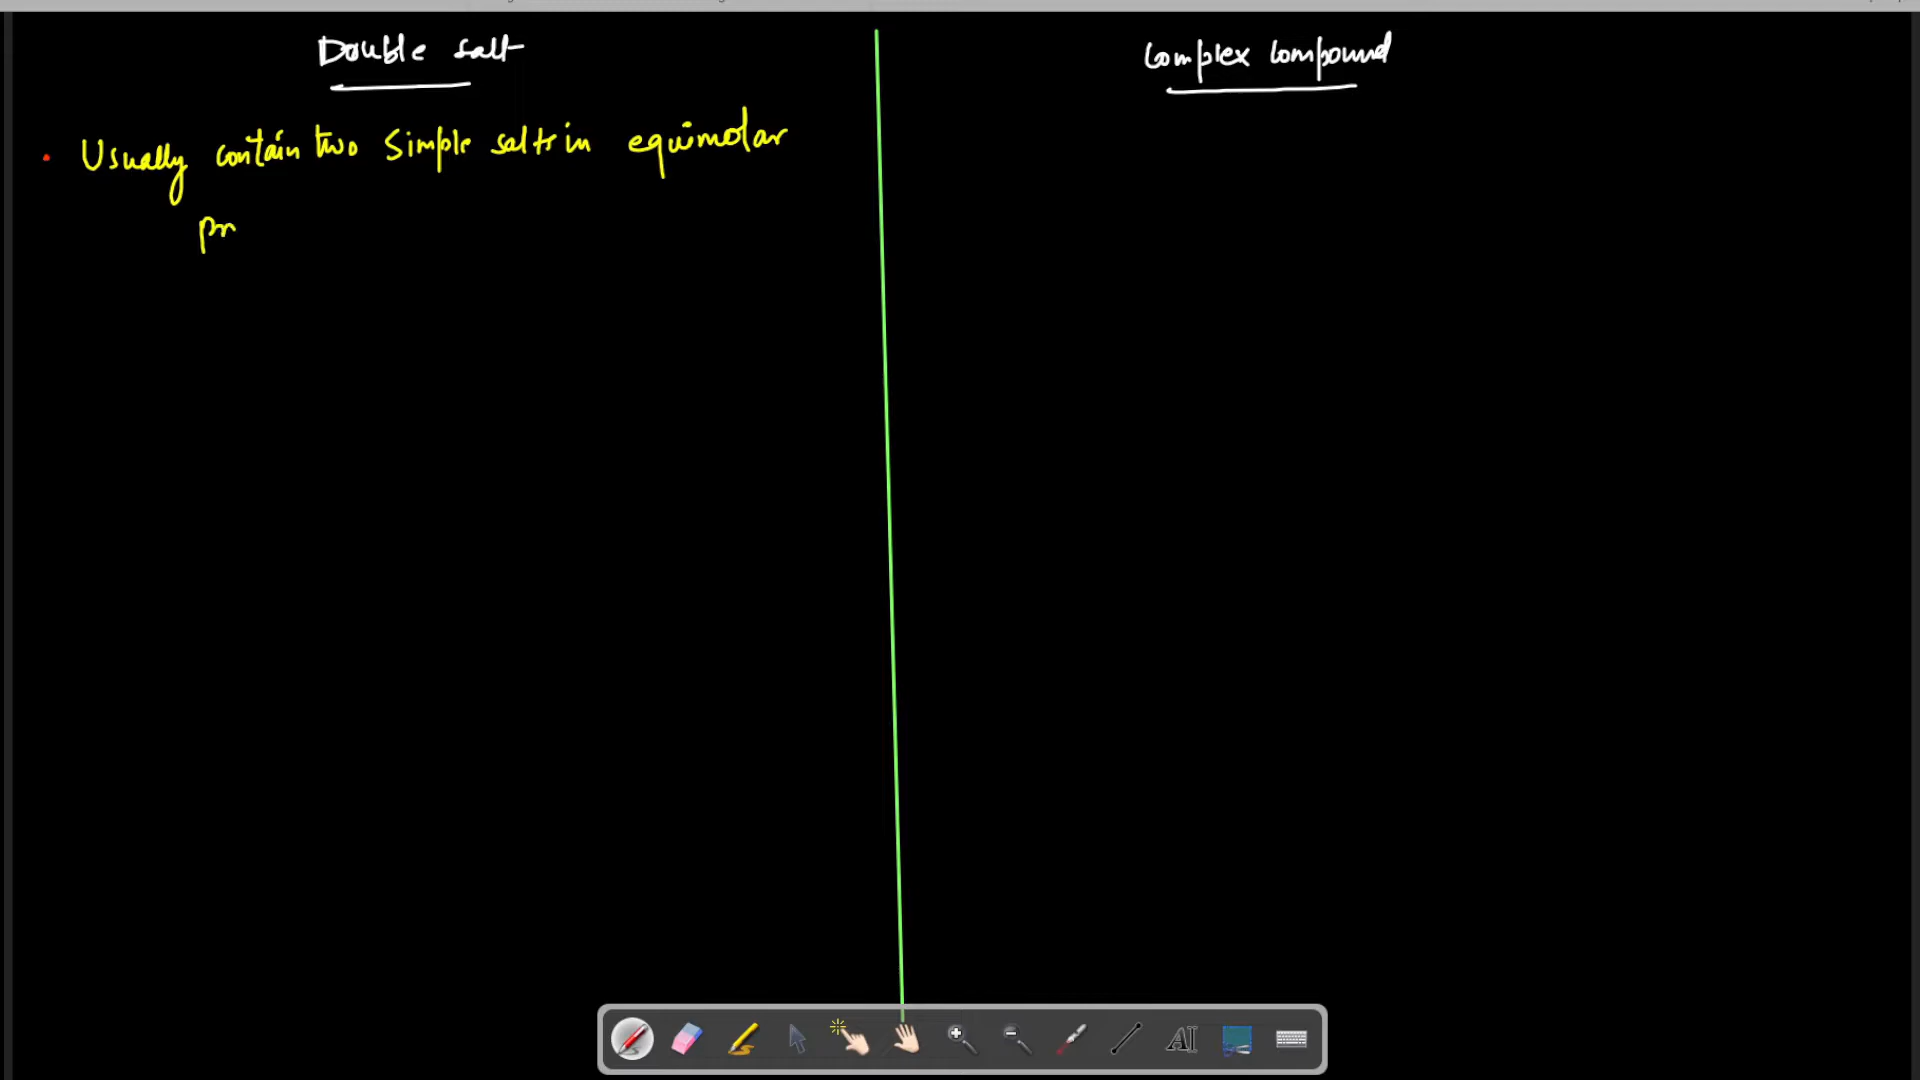 Double salt
Complex compound
Usually contain two simple salts in equimolar
pr